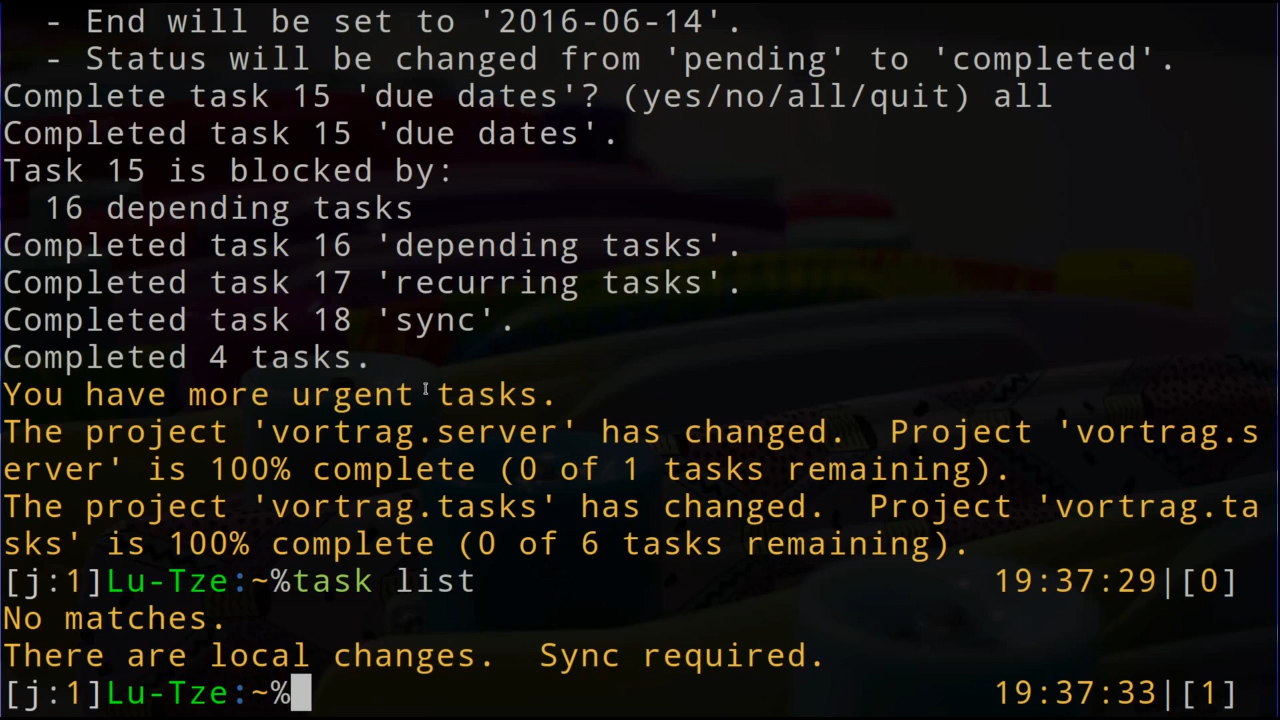 - End will be set to '2016-06-14'.
  - Status will be changed from 'pending' to 'completed'.
Complete task 15 'due dates'? (yes/no/all/quit) all
Completed task 15 'due dates'.
Task 15 is blocked by:
  16 depending tasks
Completed task 16 'depending tasks'.
Completed task 17 'recurring tasks'.
Completed task 18 'sync'.
Completed 4 tasks.
You have more urgent tasks.
The project 'vortrag.server' has changed.  Project 'vortrag.s
erver' is 100% complete (0 of 1 tasks remaining).
The project 'vortrag.tasks' has changed.  Project 'vortrag.ta
sks' is 100% complete (0 of 6 tasks remaining).
[j:1]Lu-Tze:~%task list 19:37:29|[0]
No matches.
There are local changes.  Sync required.
[j:1]Lu-Tze:~% 19:37:33|[1]